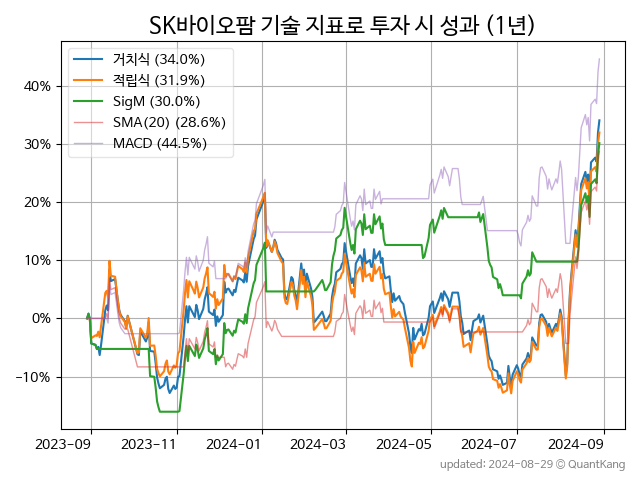 SK바이오팜 기술 지표로 투자 시 성과 (1년)
거치식 (34.0%)
적립식 (31.9%)
SigM (30.0%)
SMA(20) (28.6%)
MACD (44.5%)
40%
30%
20%
10%
0%
−10%
2023-09 2023-11 2024-01 2024-03 2024-05 2024-07 2024-09
updated: 2024-08-29 © QuantKang